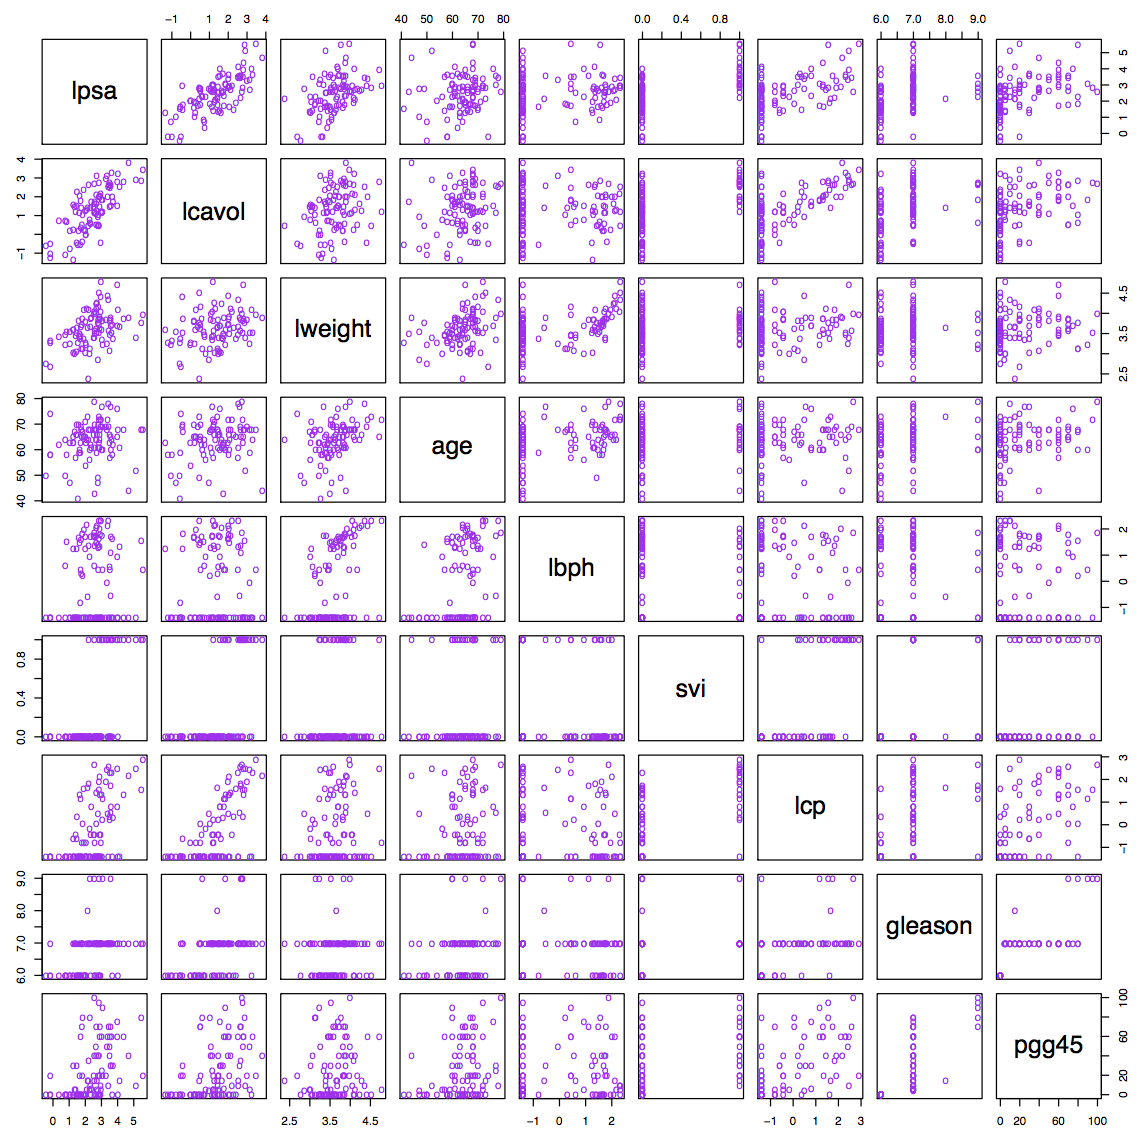 −1 1 2 3 4 40 50 60 70 80 0.0 0.4 0.8 6.0 7.0 8.0 9.0
lpsa
0 1 2 3 4 5
−1 1 2 3 4
lcavol
lweight
2.5 3.5 4.5
40 50 60 70 80
age
lbph
−1 0 1 2
0.0 0.4 0.8
svi
lcp
−1 0 1 2 3
6.0 7.0 8.0 9.0
gleason
pgg45
0 20 60 100
0 1 2 3 4 5 2.5 3.5 4.5 −1 0 1 2 −1 0 1 2 3 0 20 60 100